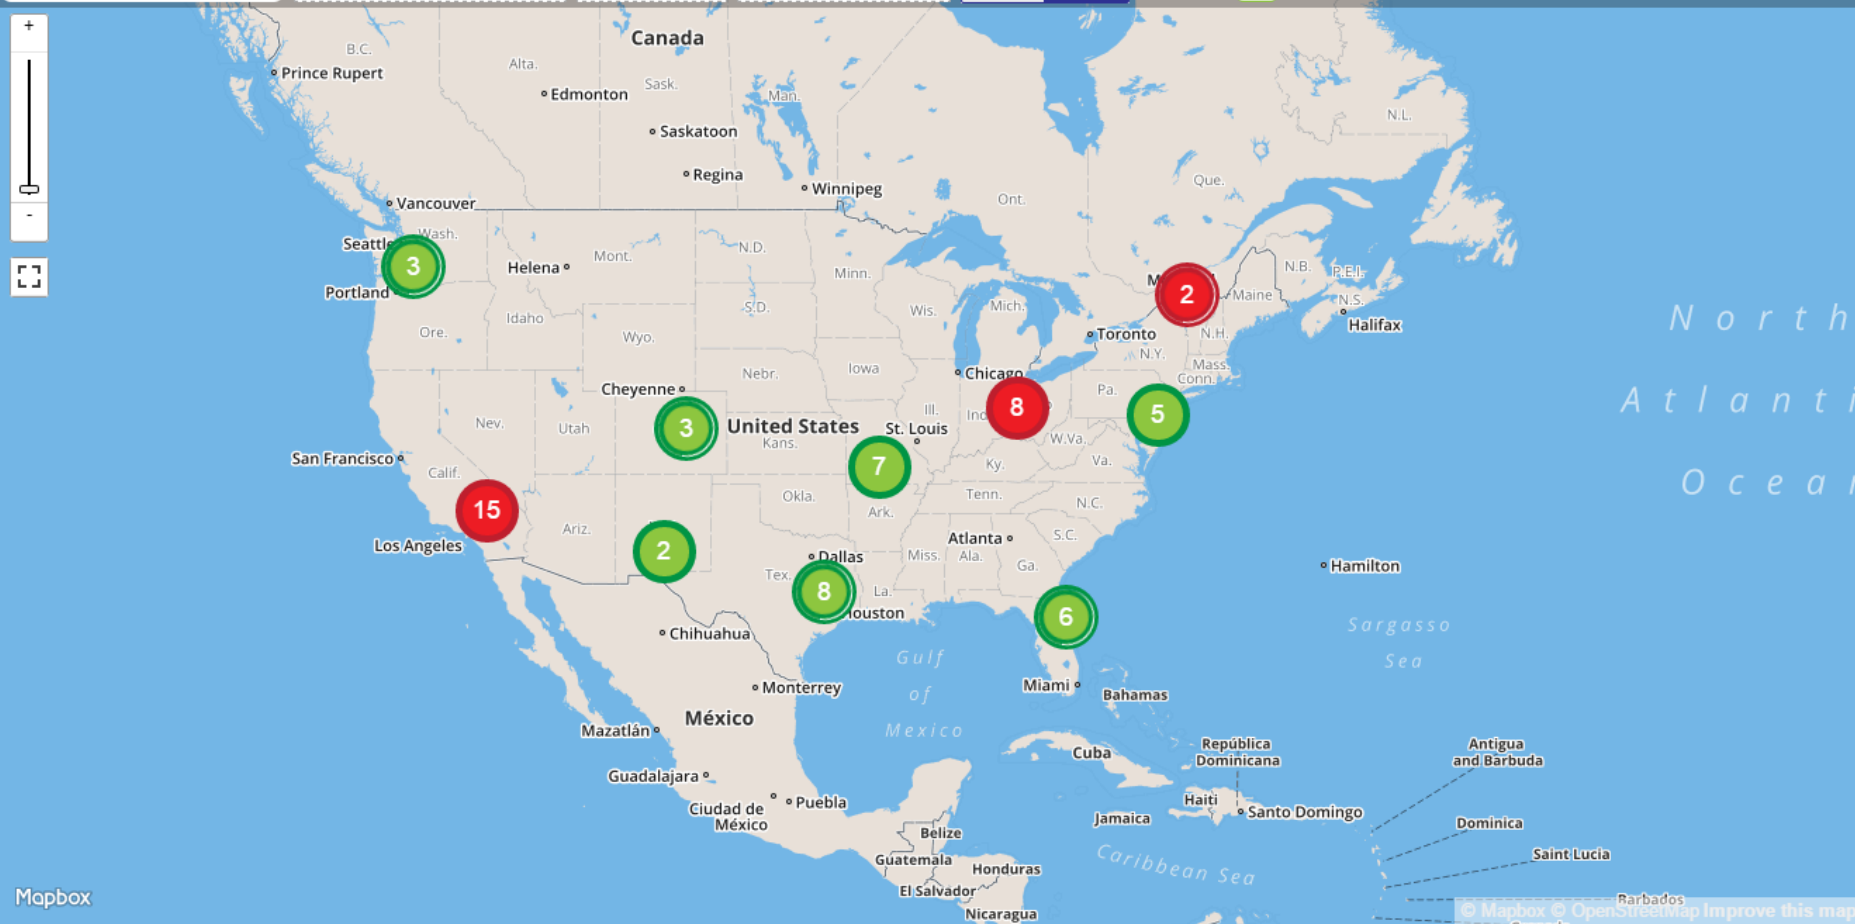 +
-
Canada
B.C.
Prince Rupert
Alta.
Edmonton
Sask.
Man.
Saskatoon
Regina
Winnipeg
Ont.
Que.
N.L.
Vancouver
Wash.
Seattle
3
Portland
Helena
Mont.
N.D.
Minn.
Idaho
Ore.
S.D.
Wyo.
Wis.
Mich.
2
Maine
N.B.
P.E.I.
N.S.
Halifax
Toronto
N.H.
N.Y.
Mass.
Conn.
North
Nebr.
Iowa
Chicago
Cheyenne
Pa.
Nev.
Utah
3
United States
Kans.
Ill.
St. Louis
8
5
W.Va.
San Francisco
Calif.
7
Ky.
Va.
15
Okla.
Ark.
Tenn.
N.C.
Los Angeles
Ariz.
2
Dallas
Miss.
Ala.
Atlanta
S.C.
Ga.
Tex.
8
La.
Houston
6
Hamilton
Sargasso
Sea
Chihuahua
Gulf
of
Mexico
Miami
Bahamas
Monterrey
México
Mazatlán
Guadalajara
Ciudad de
México
Puebla
Cuba
República
Dominicana
Antigua
and Barbuda
Haiti
Santo Domingo
Jamaica
Belize
Dominica
Guatemala
Honduras
Caribbean Sea
Saint Lucia
El Salvador
Nicaragua
Barbados
Mapbox
© Mapbox © OpenStreetMap Improve this map